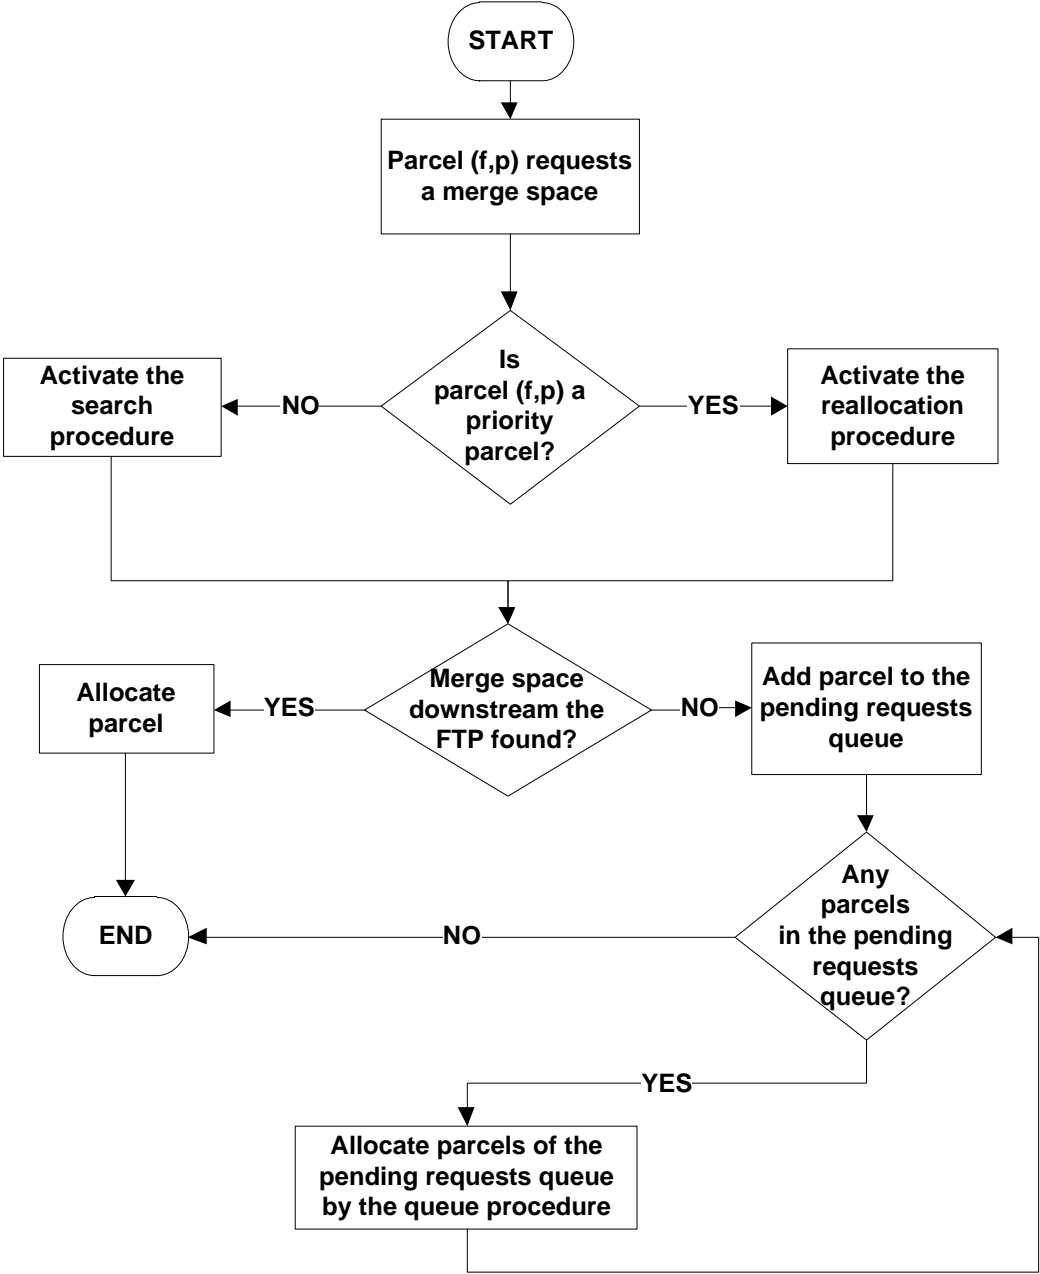 START
Parcel (f,p) requests
a merge space
Is
parcel (f,p) a
priority
parcel?
NO
YES
Activate the
search
procedure
Activate the
reallocation
procedure
Merge space
downstream the
FTP found?
YES
NO
Allocate
parcel
Add parcel to the
pending requests
queue
Any
parcels
in the pending
requests
queue?
NO
END
YES
Allocate parcels of the
pending requests queue
by the queue procedure